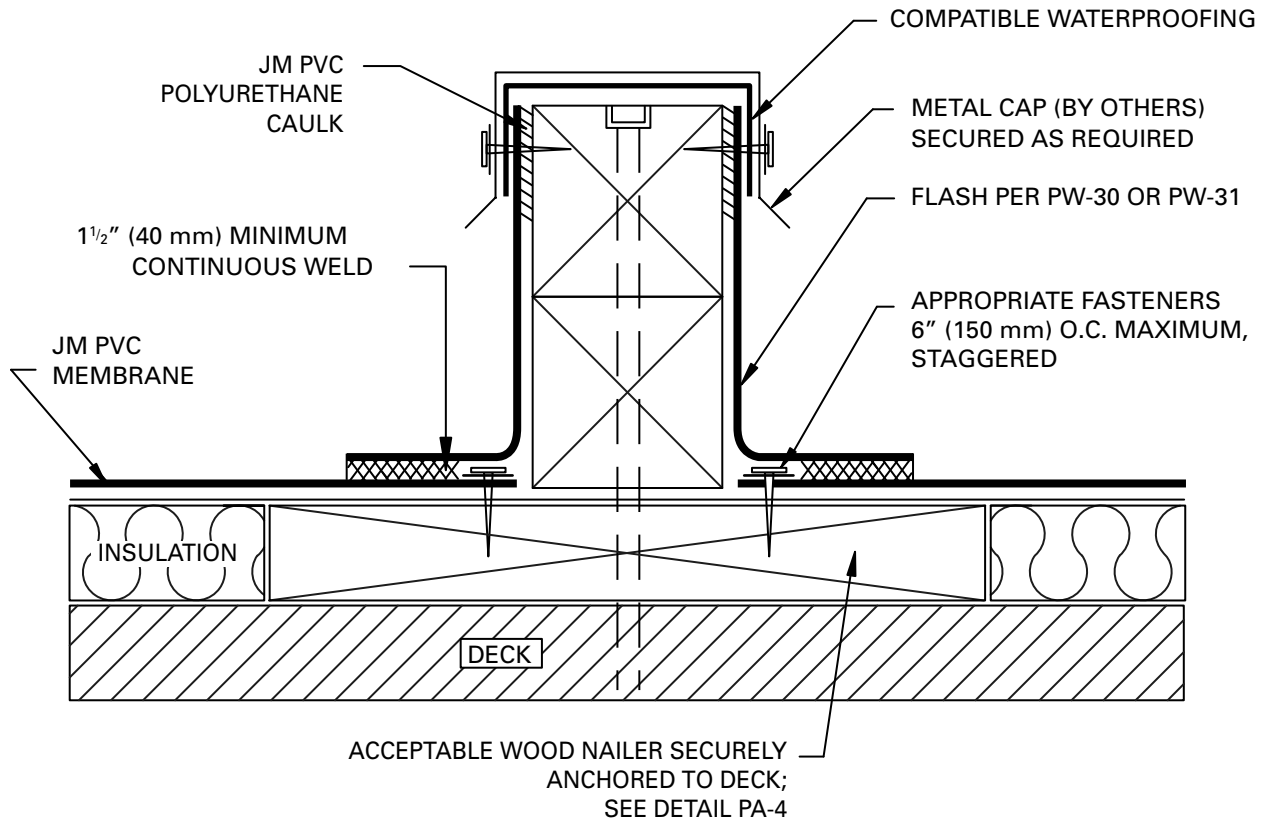 COMPATIBLE WATERPROOFING
JM PVC
POLYURETHANE
CAULK
METAL CAP (BY OTHERS)
SECURED AS REQUIRED
FLASH PER PW-30 OR PW-31
1 1/2" (40 mm) MINIMUM
CONTINUOUS WELD
APPROPRIATE FASTENERS
6" (150 mm) O.C. MAXIMUM,
STAGGERED
JM PVC
MEMBRANE
INSULATION
DECK
ACCEPTABLE WOOD NAILER SECURELY
ANCHORED TO DECK;
SEE DETAIL PA-4